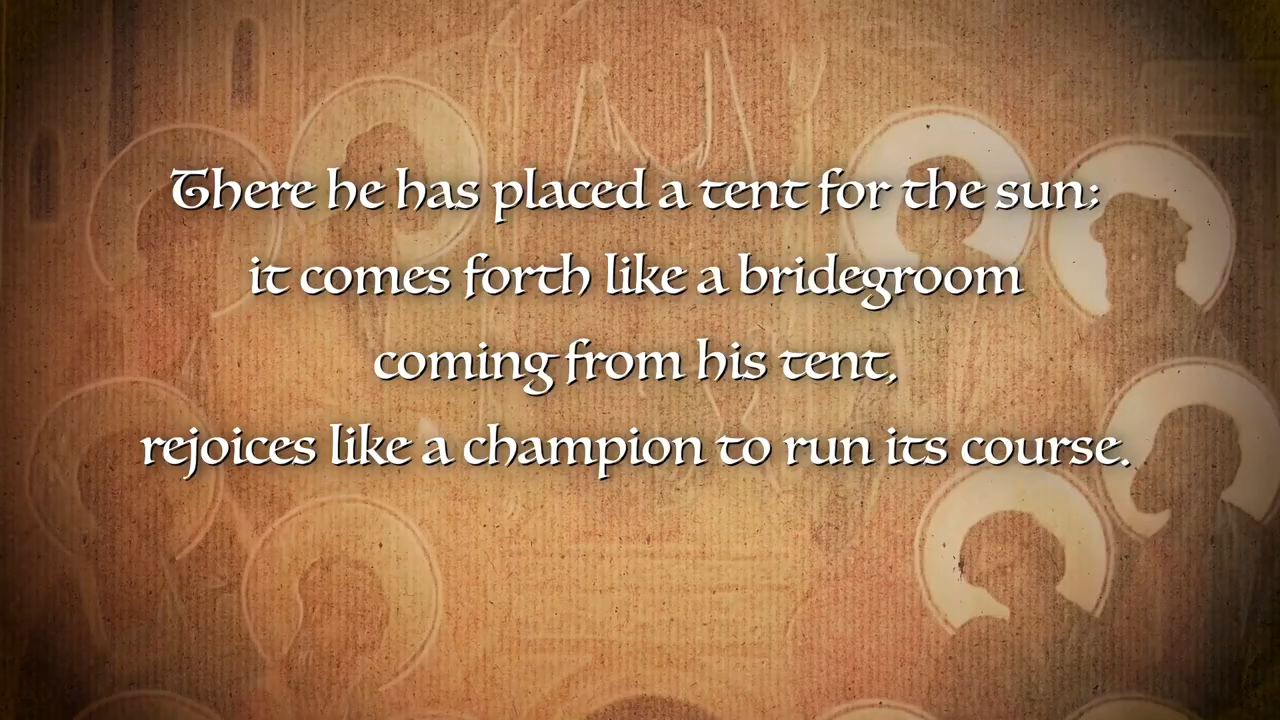 There he has placed a tent for the sun;
it comes forth like a bridegroom
coming from his tent,
rejoices like a champion to run its course.